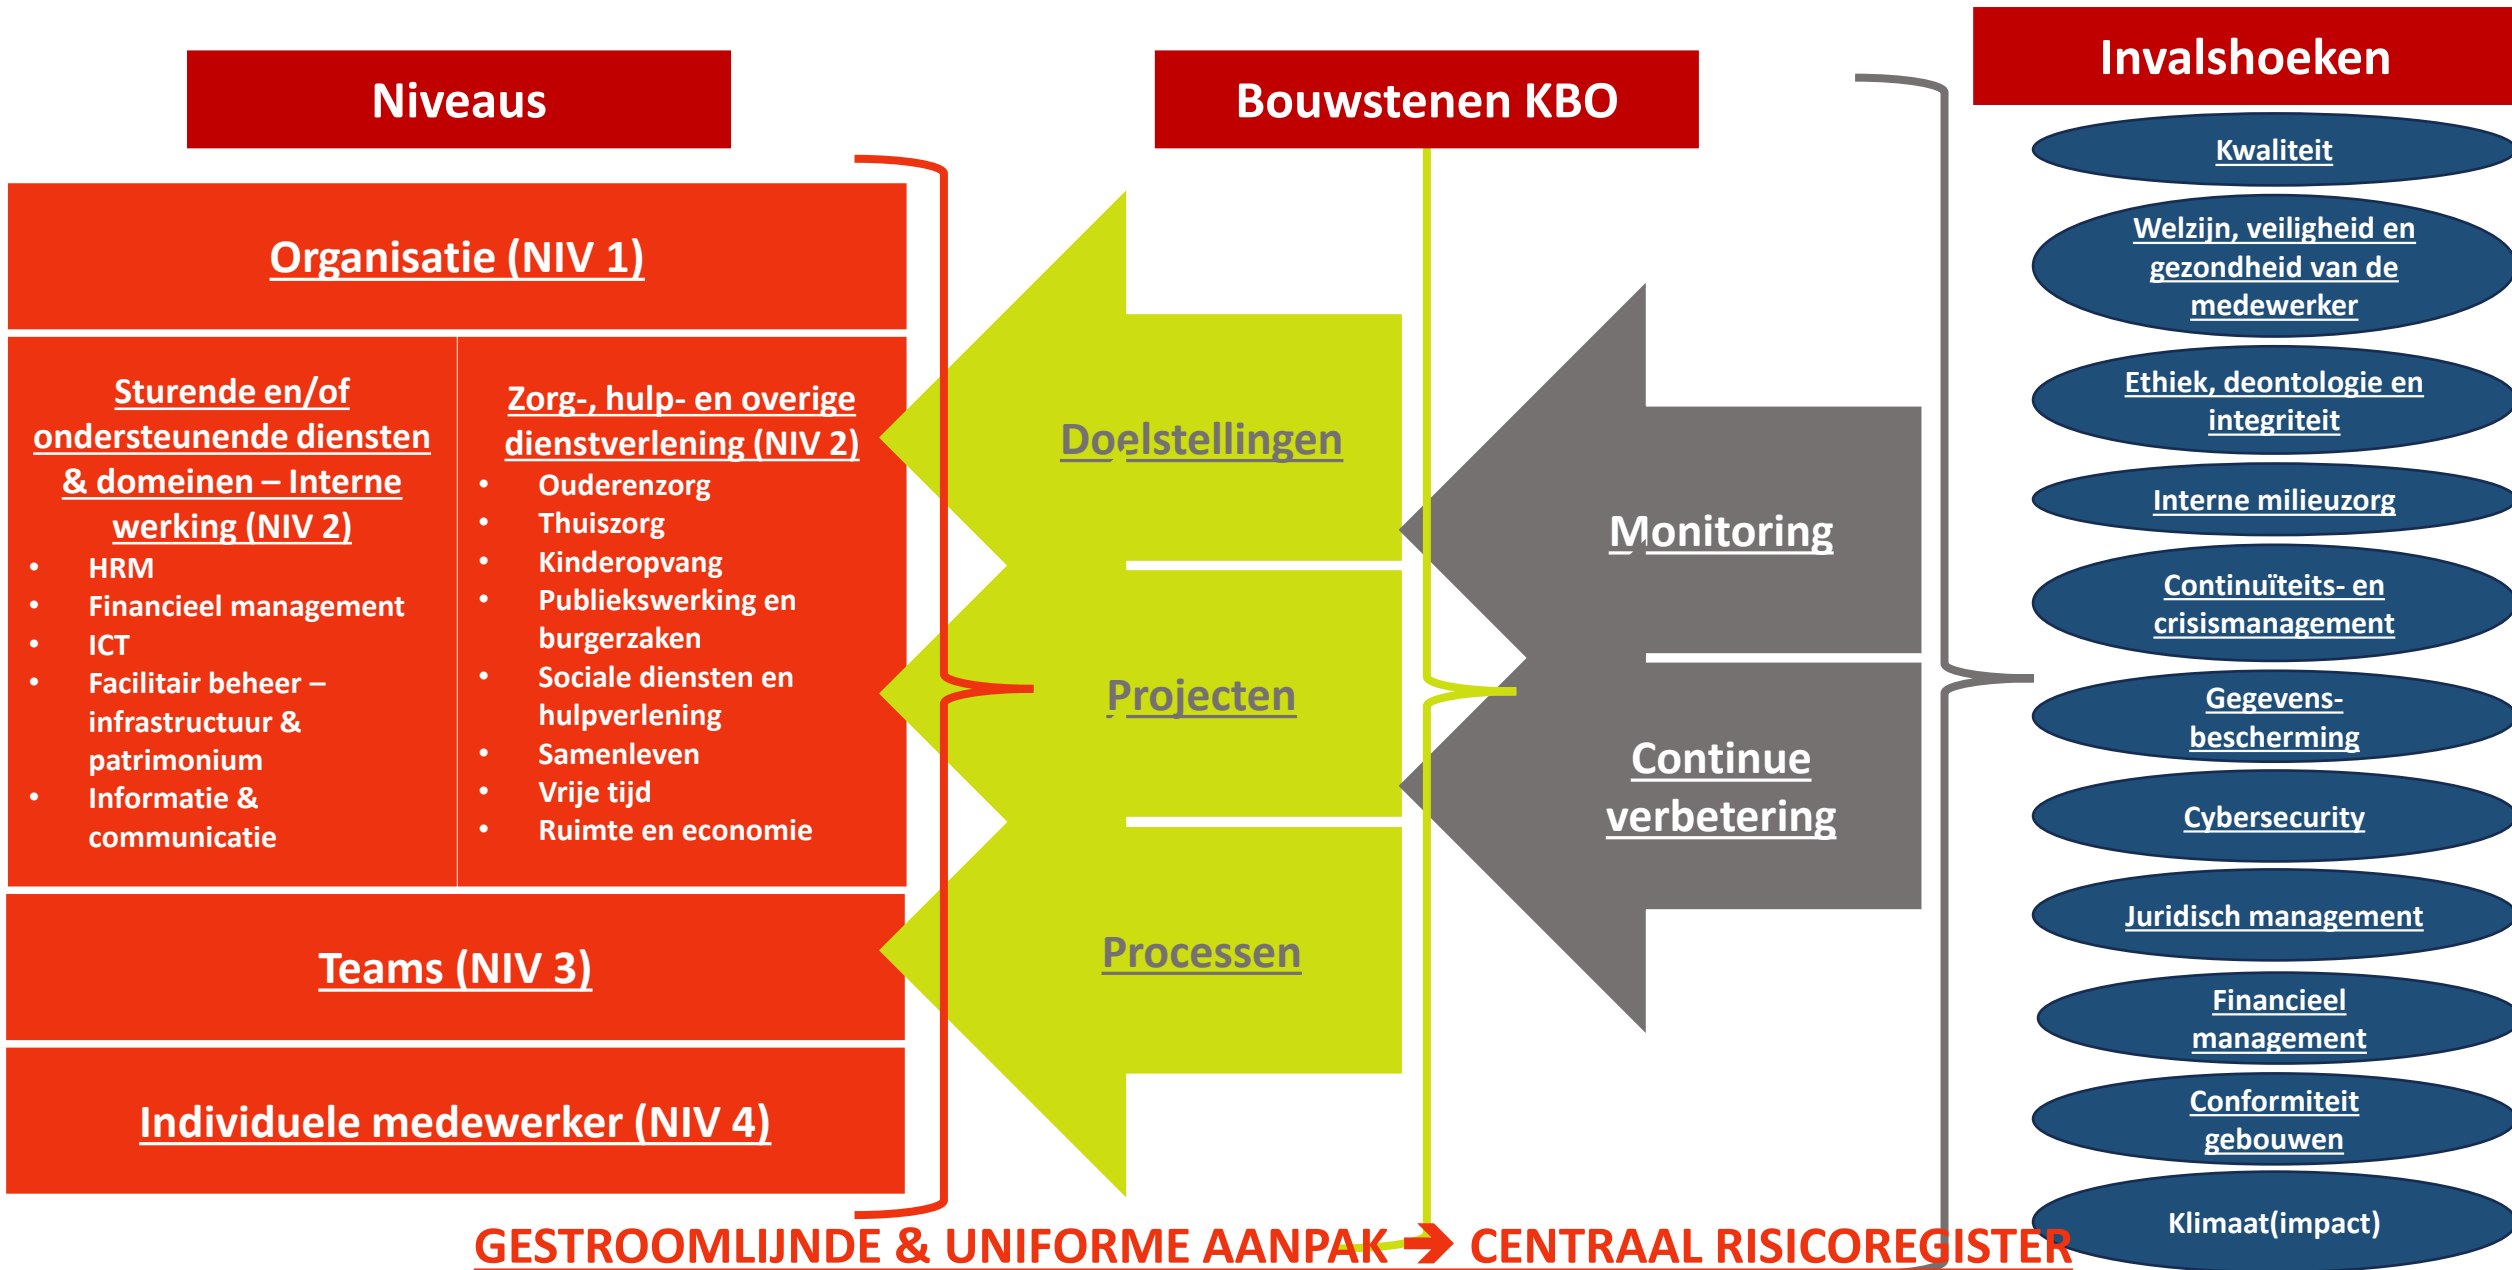 Niveaus
Organisatie (NIV 1)
Sturende en/of
ondersteunende diensten
& domeinen – Interne
werking (NIV 2)
• HRM
• Financieel management
• ICT
• Facilitair beheer –
infrastructuur &
patrimonium
• Informatie &
communicatie
Zorg-, hulp- en overige
dienstverlening (NIV 2)
• Ouderenzorg
• Thuiszorg
• Kinderopvang
• Publiekswerking en
burgerzaken
• Sociale diensten en
hulpverlening
• Samenleven
• Vrije tijd
• Ruimte en economie
Teams (NIV 3)
Individuele medewerker (NIV 4)
Bouwstenen KBO
Doelstellingen
Projecten
Processen
Monitoring
Continue
verbetering
Invalshoeken
Kwaliteit
Welzijn, veiligheid en
gezondheid van de
medewerker
Ethiek, deontologie en
integriteit
Interne milieuzorg
Continuïteits- en
crisismanagement
Gegevens-
bescherming
Cybersecurity
Juridisch management
Financieel
management
Conformiteit
gebouwen
Klimaat(impact)
GESTROOMLIJNDE & UNIFORME AANPAK ➔ CENTRAAL RISICOREGISTER